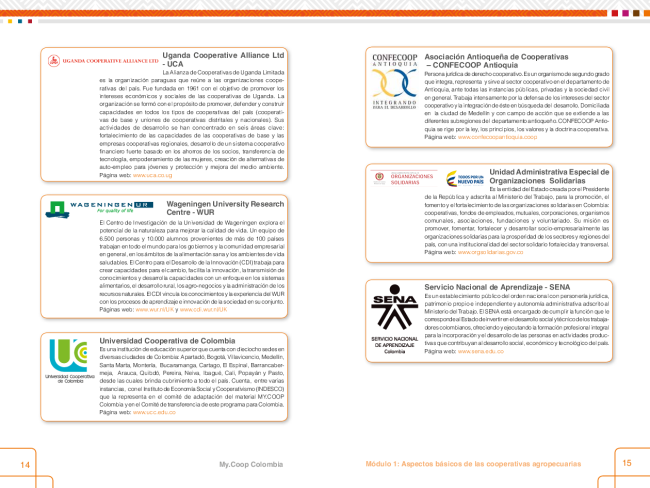 UGANDA COOPERATIVE ALLIANCE LTD
Uganda Cooperative Alliance Ltd
- UCA
La Alianza de Cooperativas de Uganda Limitada
es la organización paraguas que reúne a las organizaciones coope-
rativas del país. Fue fundada en 1961 con el objetivo de promover los
intereses económicos y sociales de las cooperativas de Uganda. La
organización se formó con el propósito de promover, defender y construir
capacidades en todos los tipos de cooperativas del país (cooperati-
vas de base y uniones de cooperativas distritales y nacionales). Sus
actividades de desarrollo se han concentrado en seis áreas clave:
fortalecimiento de las capacidades de las cooperativas de base y las
empresas cooperativas regionales, desarrollo de un sistema cooperativo
financiero fuerte basado en los ahorros de los socios, transferencia de
tecnología, empoderamiento de las mujeres, creación de alternativas de
auto-empleo para jóvenes y protección y mejora del medio ambiente.
Página web: www.uca.co.ug
WAGENINGEN UR
For quality of life
Wageningen University Research
Centre - WUR
El Centro de Investigación de la Universidad de Wageningen explora el
potencial de la naturaleza para mejorar la calidad de vida. Un equipo de
6.500 personas y 10.000 alumnos provenientes de más de 100 países
trabajan en todo el mundo para los gobiernos y la comunidad empresarial
en general, en los ámbitos de la alimentación sana y los ambientes de vida
saludables. El Centro para el Desarrollo de la Innovación (CDI) trabaja para
crear capacidades para el cambio, facilita la innovación, la transmisión de
conocimientos y desarrolla capacidades con un enfoque en los sistemas
alimentarios, el desarrollo rural, los agro-negocios y la administración de los
recursos naturales. El CDI vincula los conocimientos y la experiencia del WUR
con los procesos de aprendizaje e innovación de la sociedad en su conjunto.
Páginas web: www.wur.nl/UK y www.cdi.wur.nl/UK
Universidad Cooperativa
de Colombia
Universidad Cooperativa de Colombia
Es una institución de educación superior que cuenta con dieciocho sedes en
diversas ciudades de Colombia: Apartadó, Bogotá, Villavicencio, Medellín,
Santa Marta, Montería, Bucaramanga, Cartago, El Espinal, Barrancaber-
meja, Arauca, Quibdó, Pereira, Neiva, Ibagué, Cali, Popayán y Pasto,
desde las cuales brinda cubrimiento a todo el país. Cuenta, entre varias
instancias, con el Instituto de Economía Social y Cooperativismo (INDESCO)
que la representa en el comité de adaptación del material MY.COOP
Colombia y en el Comité de transferencia de este programa para Colombia.
Página web: www.ucc.edu.co
14
My.Coop Colombia
CONFECOOP
ANTIOQUIA
INTEGRANDO
PARA EL DESARROLLO
Asociación Antioqueña de Cooperativas
– CONFECOOP Antioquia
Persona jurídica de derecho cooperativo. Es un organismo de segundo grado
que integra, representa y sirve al sector cooperativo en el departamento de
Antioquia, ante todas las instancias públicas, privadas y la sociedad civil
en general. Trabaja intensamente por la defensa de los intereses del sector
cooperativo y la integración de éste en búsqueda del desarrollo. Domiciliada
en la ciudad de Medellín y con campo de acción que se extiende a las
diferentes subregiones del departamento antioqueño. CONFECOOP Antio-
quia se rige por la ley, los principios, los valores y la doctrina cooperativa.
Página web: www.confecoopantioquia.coop
ORGANIZACIONES
SOLIDARIAS
TODOS POR UN
NUEVO PAÍS
Unidad Administrativa Especial de
Organizaciones Solidarias
Es la entidad del Estado creada por el Presidente
de la República y adscrita al Ministerio del Trabajo, para la promoción, el
fomento y el fortalecimiento de las organizaciones solidarias en Colombia:
cooperativas, fondos de empleados, mutuales, corporaciones, organismos
comunales, asociaciones, fundaciones y voluntariado. Su misión es
promover, fomentar, fortalecer y desarrollar socio-empresarialmente las
organizaciones solidarias para la prosperidad de los sectores y regiones del
país, con una institucionalidad del sector solidario fortalecida y transversal.
Página web: www.orgsolidarias.gov.co
SENA
SERVICIO NACIONAL
DE APRENDIZAJE
Colombia
Servicio Nacional de Aprendizaje - SENA
Es un establecimiento público del orden nacional con personería jurídica,
patrimonio propio e independiente y autonomía administrativa adscrito al
Ministerio del Trabajo. El SENA está encargado de cumplir la función que le
corresponde al Estado de invertir en el desarrollo social y técnico de los trabaja-
dores colombianos, ofreciendo y ejecutando la formación profesional integral
para la incorporación y el desarrollo de las personas en actividades produc-
tivas que contribuyan al desarrollo social, económico y tecnológico del país.
Página web: www.sena.edu.co
Módulo 1: Aspectos básicos de las cooperativas agropecuarias
15